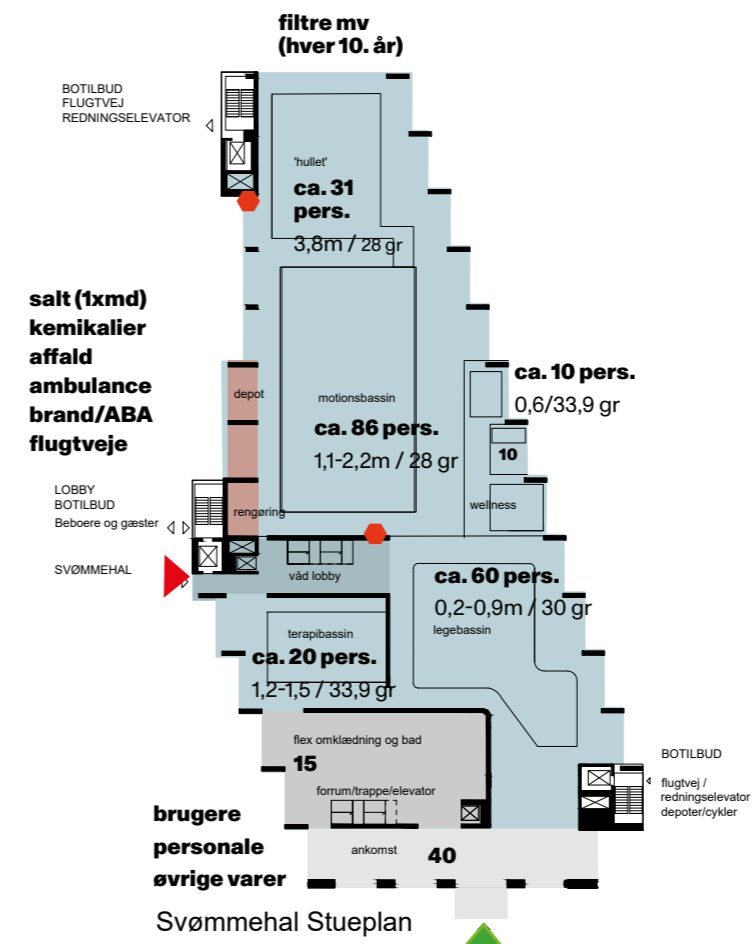 filtre mv
(hver 10. år)
BOTILBUD
FLUGTVEJ
REDNINGSELEVATOR
'hullet'
ca. 31
pers.
3,8m / 28 gr
salt (1xmd)
kemikalier
affald
ambulance
brand/ABA
flugtveje
depot
motionsbassin
ca. 86 pers.
1,1-2,2m / 28 gr
ca. 10 pers.
0,6/33,9 gr
10
wellness
rengøring
LOBBY
BOTILBUD
Beboere og gæster
SVØMMEHAL
våd lobby
ca. 60 pers.
0,2-0,9m / 30 gr
legebassin
terapibassin
ca. 20 pers.
1,2-1,5 / 33,9 gr
flex omklædning og bad
15
forrum/trappe/elevator
BOTILBUD
flugtvej /
redningselevator
depoter/cykler
brugere
personale
øvrige varer
ankomst
40
Svømmehal Stueplan